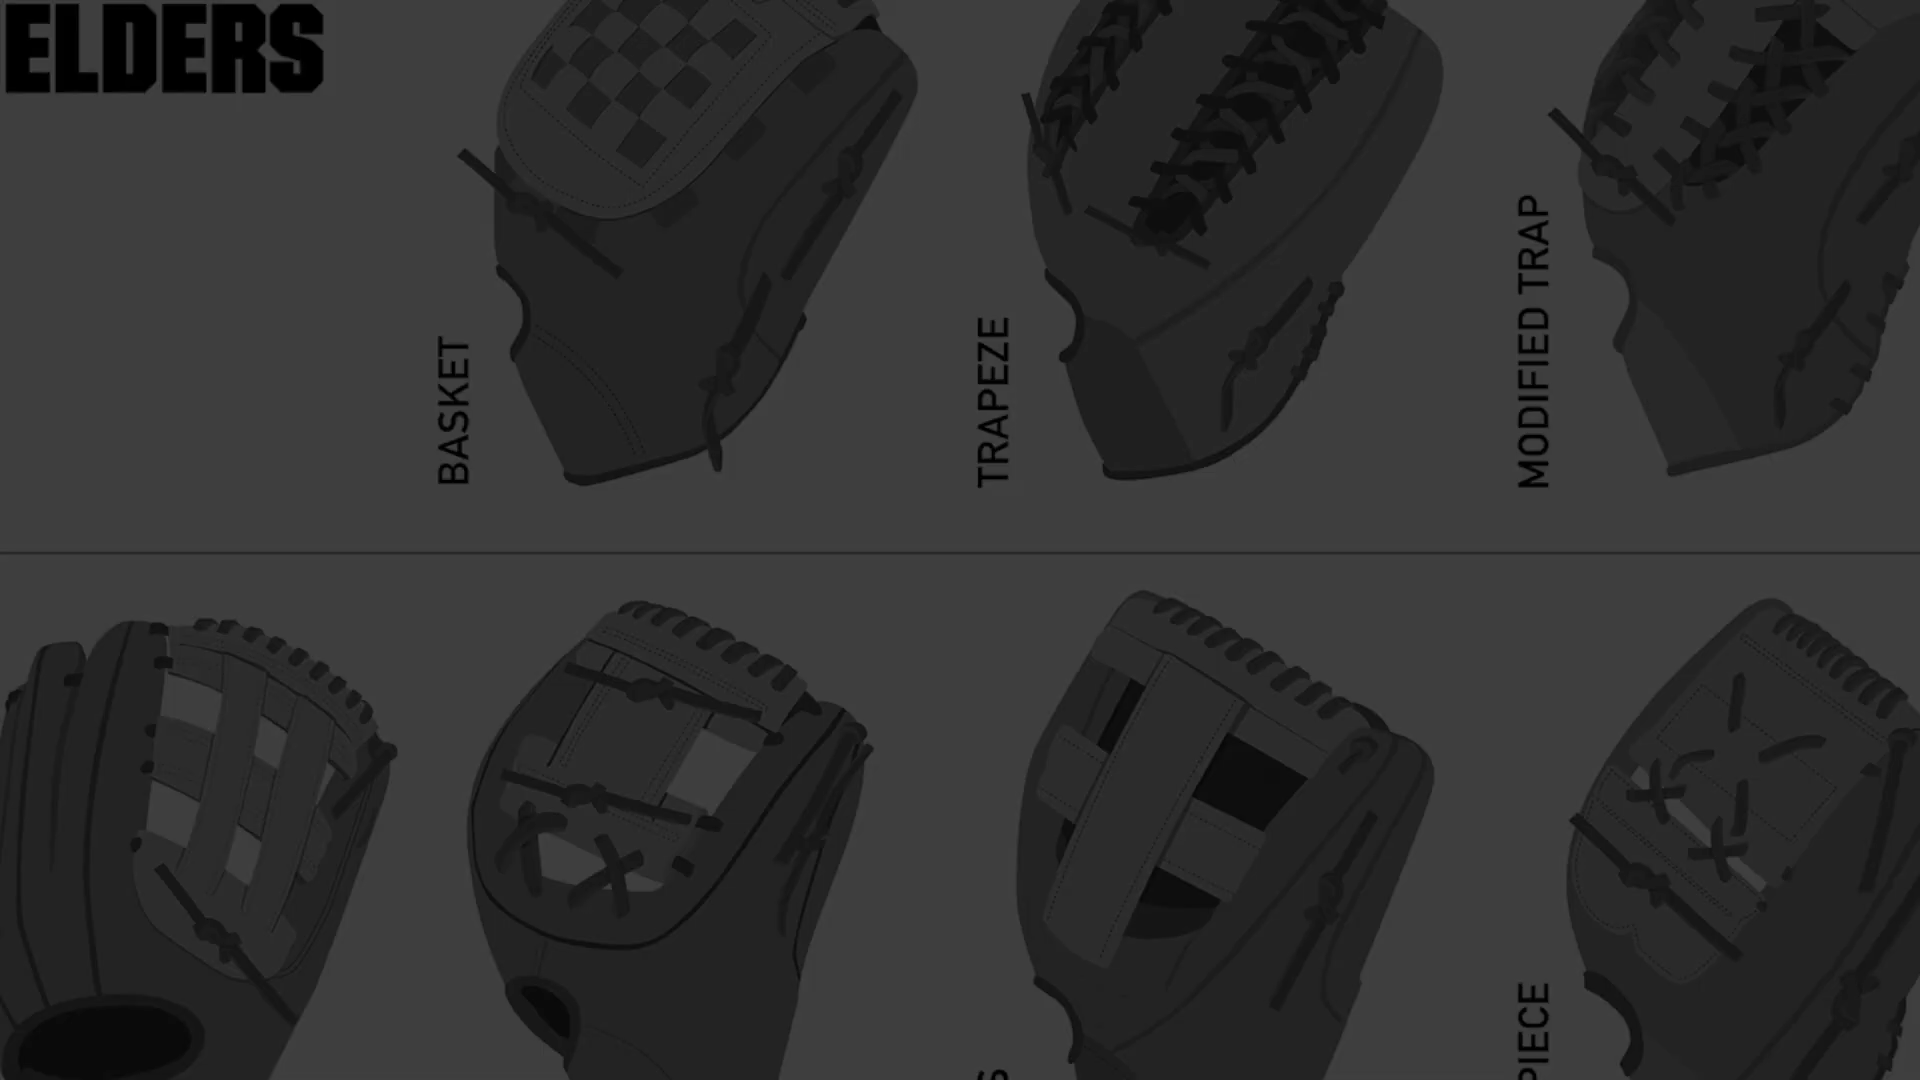 ELDERS
BASKET
TRAPEZE
MODIFIED TRAP
PIECE